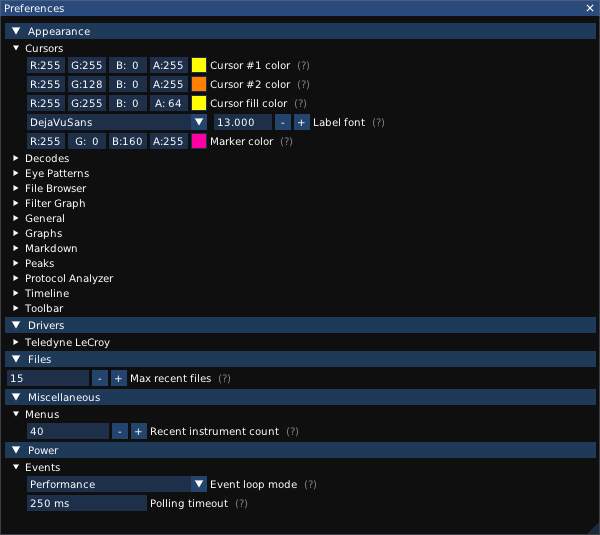 Preferences
Appearance
Cursors
R:255 G:255 B: 0 A:255 Cursor #1 color (?)
R:255 G:128 B: 0 A:255 Cursor #2 color (?)
R:255 G:255 B: 0 A: 64 Cursor fill color (?)
DejaVuSans 13.000 - + Label font (?)
R:255 G: 0 B:160 A:255 Marker color (?)
Decodes
Eye Patterns
File Browser
Filter Graph
General
Graphs
Markdown
Peaks
Protocol Analyzer
Timeline
Toolbar
Drivers
Teledyne LeCroy
Files
15 - + Max recent files (?)
Miscellaneous
Menus
40 - + Recent instrument count (?)
Power
Events
Performance Event loop mode (?)
250 ms Polling timeout (?)